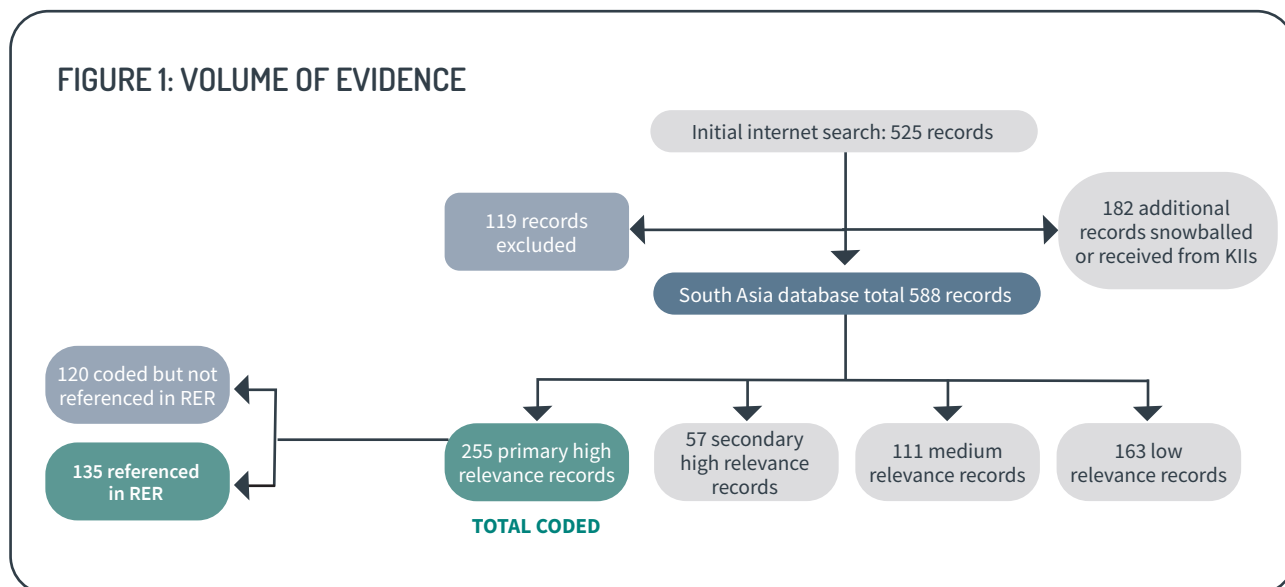 FIGURE 1: VOLUME OF EVIDENCE
Initial internet search: 525 records
119 records
excluded
182 additional
records snowballed
or received from KIIs
South Asia database total 588 records
120 coded but not
referenced in RER
135 referenced
in RER
255 primary high
relevance records
57 secondary
high relevance
records
111 medium
relevance records
163 low
relevance records
TOTAL CODED